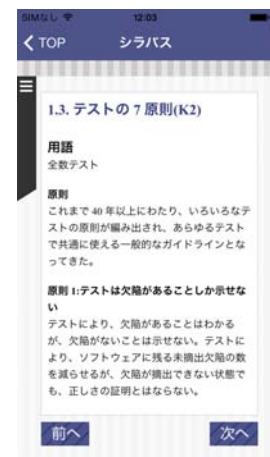 SIMなし 12:03
TOP シラバス
1.3. テストの 7 原則(K2)
用語
全数テスト
原則
これまで 40 年以上にわたり、いろいろなテ
ストの原則が編み出され、あらゆるテスト
で共通に使える一般的なガイドラインとな
ってきた。
原則 1:テストは欠陥があることしか示せな
い
テストにより、欠陥があることはわかる
が、欠陥がないことは示せない。テストに
より、ソフトウェアに残る未摘出欠陥の数
を減らせるが、欠陥が摘出できない状態で
も、正しさの証明とはならない。
前へ 次へ